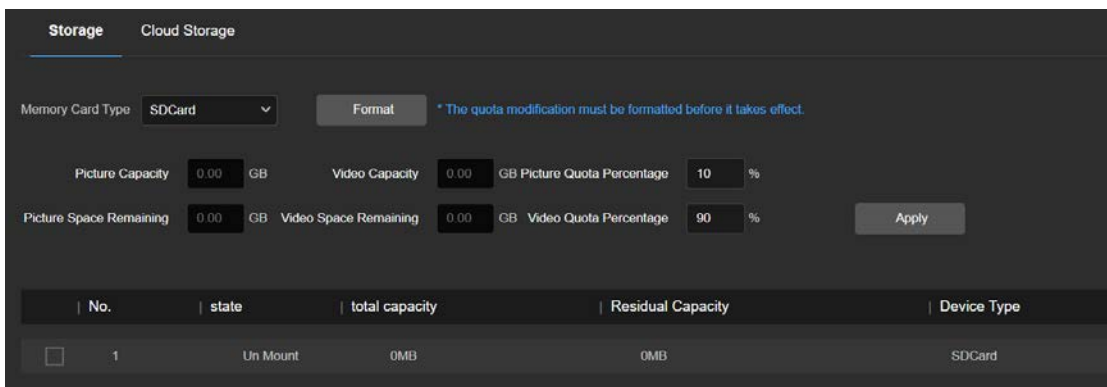 Storage Cloud Storage
Memory Card Type SDCard Format * The quota modification must be formatted before it takes effect.
Picture Capacity 0.00 GB Video Capacity 0.00 GB Picture Quota Percentage 10 %
Picture Space Remaining 0.00 GB Video Space Remaining 0.00 GB Video Quota Percentage 90 % Apply
No. state total capacity Residual Capacity Device Type
1 Un Mount 0MB 0MB SDCard